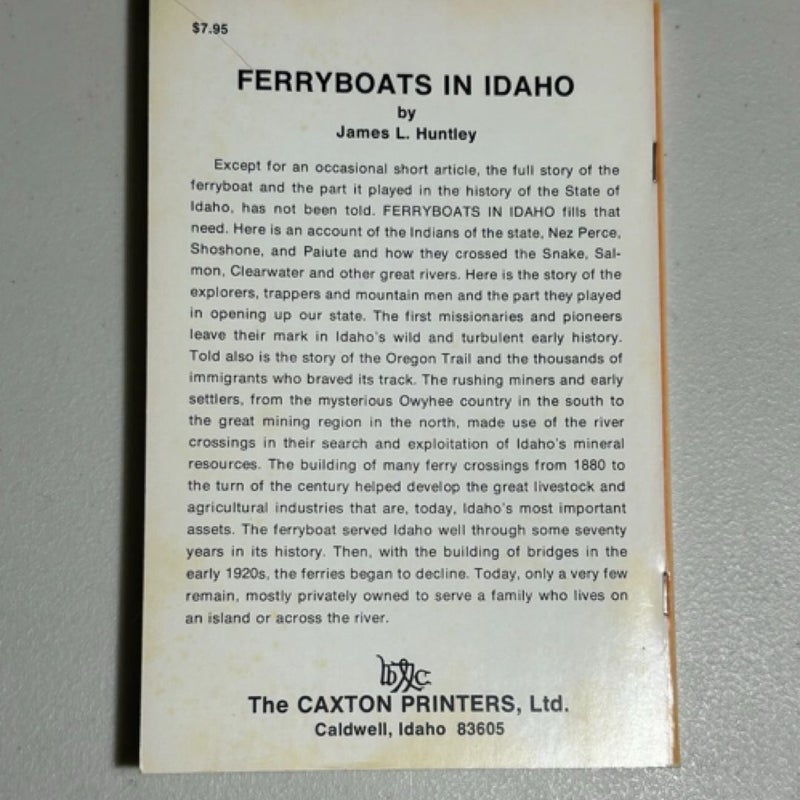 $7.95
FERRYBOATS IN IDAHO
by
James L. Huntley
Except for an occasional short article, the full story of the
ferryboat and the part it played in the history of the State of
Idaho, has not been told. FERRYBOATS IN IDAHO fills that
need. Here is an account of the Indians of the state, Nez Perce,
Shoshone, and Paiute and how they crossed the Snake, Sal-
mon, Clearwater and other great rivers. Here is the story of the
explorers, trappers and mountain men and the part they played
in opening up our state. The first missionaries and pioneers
leave their mark in Idaho's wild and turbulent early history.
Told also is the story of the Oregon Trail and the thousands of
immigrants who braved its track. The rushing miners and early
settlers, from the mysterious Owyhee country in the south to
the great mining region in the north, made use of the river
crossings in their search and exploitation of Idaho's mineral
resources. The building of many ferry crossings from 1880 to
the turn of the century helped develop the great livestock and
agricultural industries that are, today, Idaho's most important
assets. The ferryboat served Idaho well through some seventy
years in its history. Then, with the building of bridges in the
early 1920s, the ferries began to decline. Today, only a very few
remain, mostly privately owned to serve a family who lives on
an island or across the river.
The CAXTON PRINTERS, Ltd.
Caldwell, Idaho 83605